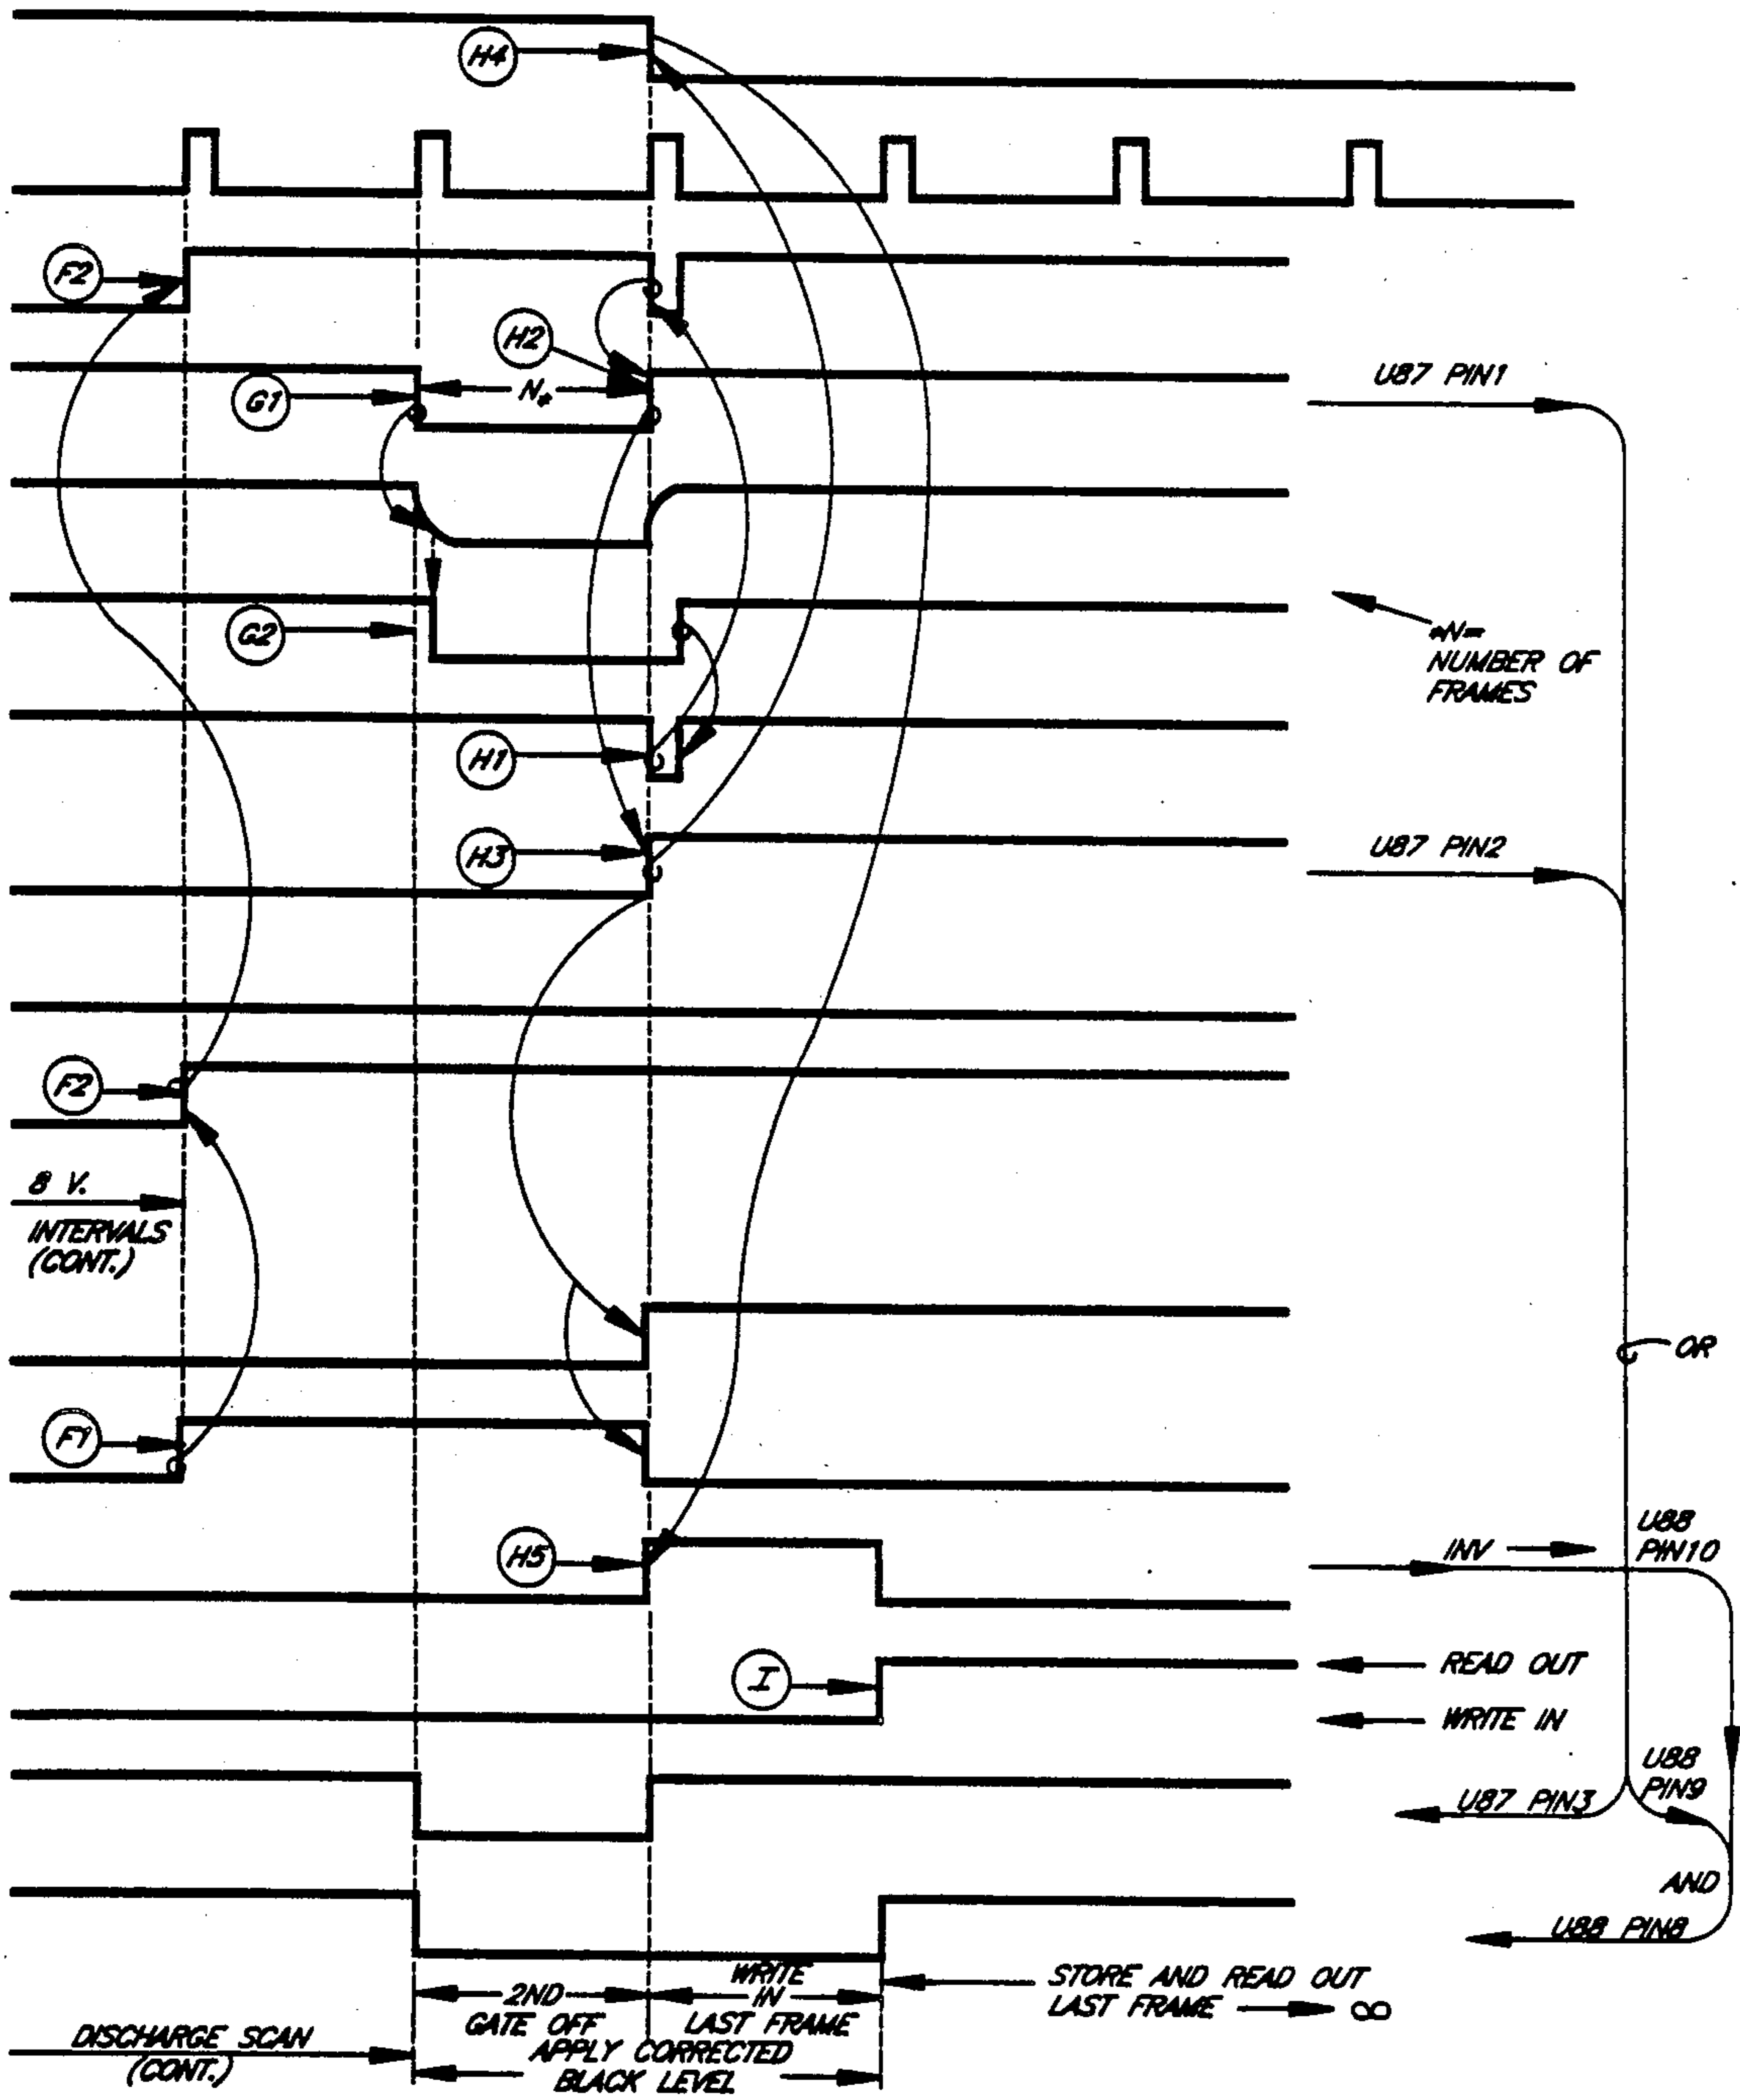 H4
F2
H2
U87 PIN1
G1
N*
G2
*N=
NUMBER OF
FRAMES
H1
H3
U87 PIN2
F2
8 V.
INTERVALS
(CONT.)
OR
F1
H5
INV
U88
PIN10
I
READ OUT
WRITE IN
U88
PIN9
U87 PIN3
AND
U88 PIN8
2ND
GATE OFF
WRITE
IN
LAST FRAME
STORE AND READ OUT
LAST FRAME ∞
DISCHARGE SCAN
(CONT.)
APPLY CORRECTED
BLACK LEVEL